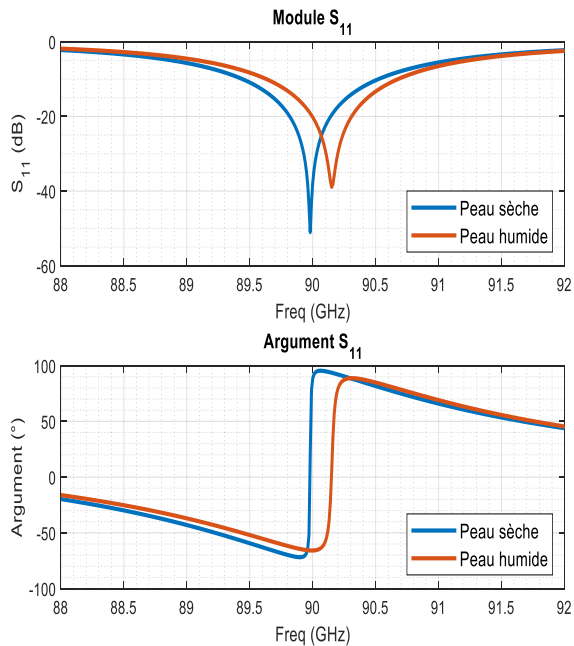 Module S11
0
-20
-40
-60
S11 (dB)
Peau sèche
Peau humide
88 88.5 89 89.5 90 90.5 91 91.5 92
Freq (GHz)
Argument S11
100
50
0
-50
-100
Argument (°)
Peau sèche
Peau humide
88 88.5 89 89.5 90 90.5 91 91.5 92
Freq (GHz)